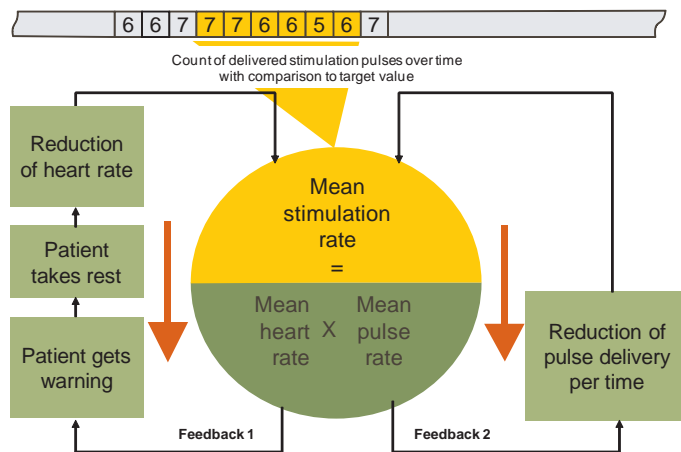 6 6 7 7 7 6 6 5 6 7
Count of delivered stimulation pulses over time
with comparison to target value
Reduction
of heart rate
Patient
takes rest
Patient gets
warning
Mean
stimulation
rate
=
Mean
heart
rate
X
Mean
pulse
rate
Reduction of
pulse delivery
per time
Feedback 1
Feedback 2